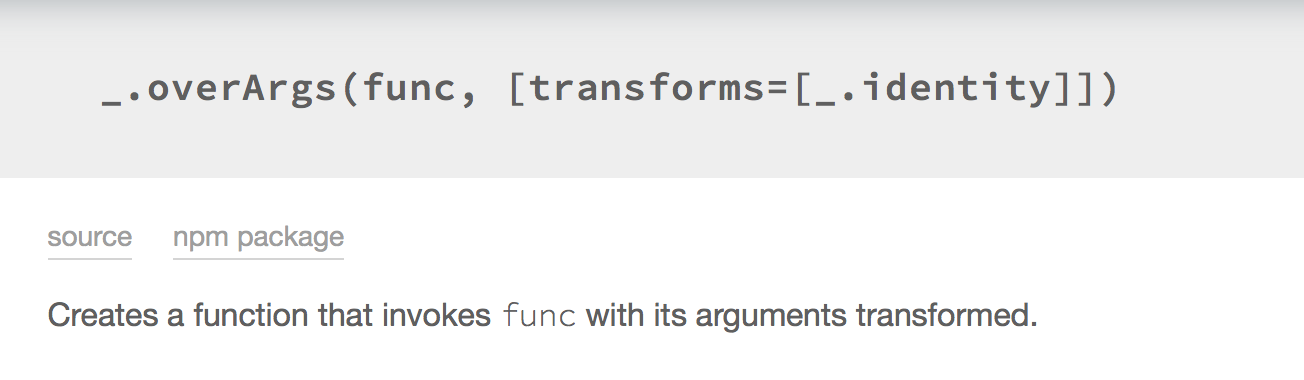 _.overArgs(func, [transforms=[_.identity]])
source npm package
Creates a function that invokes func with its arguments transformed.